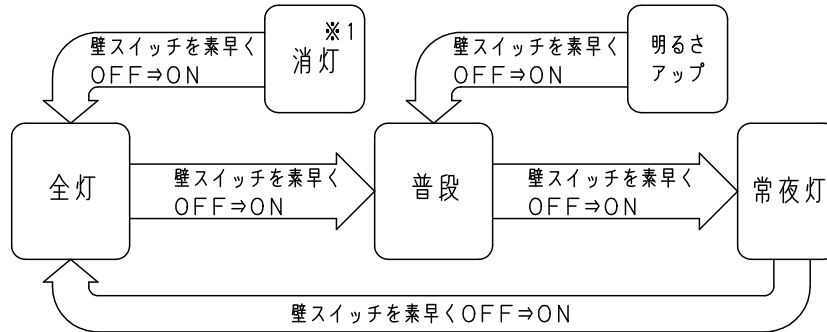 壁スイッチを素早く
OFF⇒ON
※1
消灯
壁スイッチを素早く
OFF⇒ON
明るさ
アップ
全灯
壁スイッチを素早く
OFF⇒ON
普段
壁スイッチを素早く
OFF⇒ON
常夜灯
壁スイッチを素早くOFF⇒ON